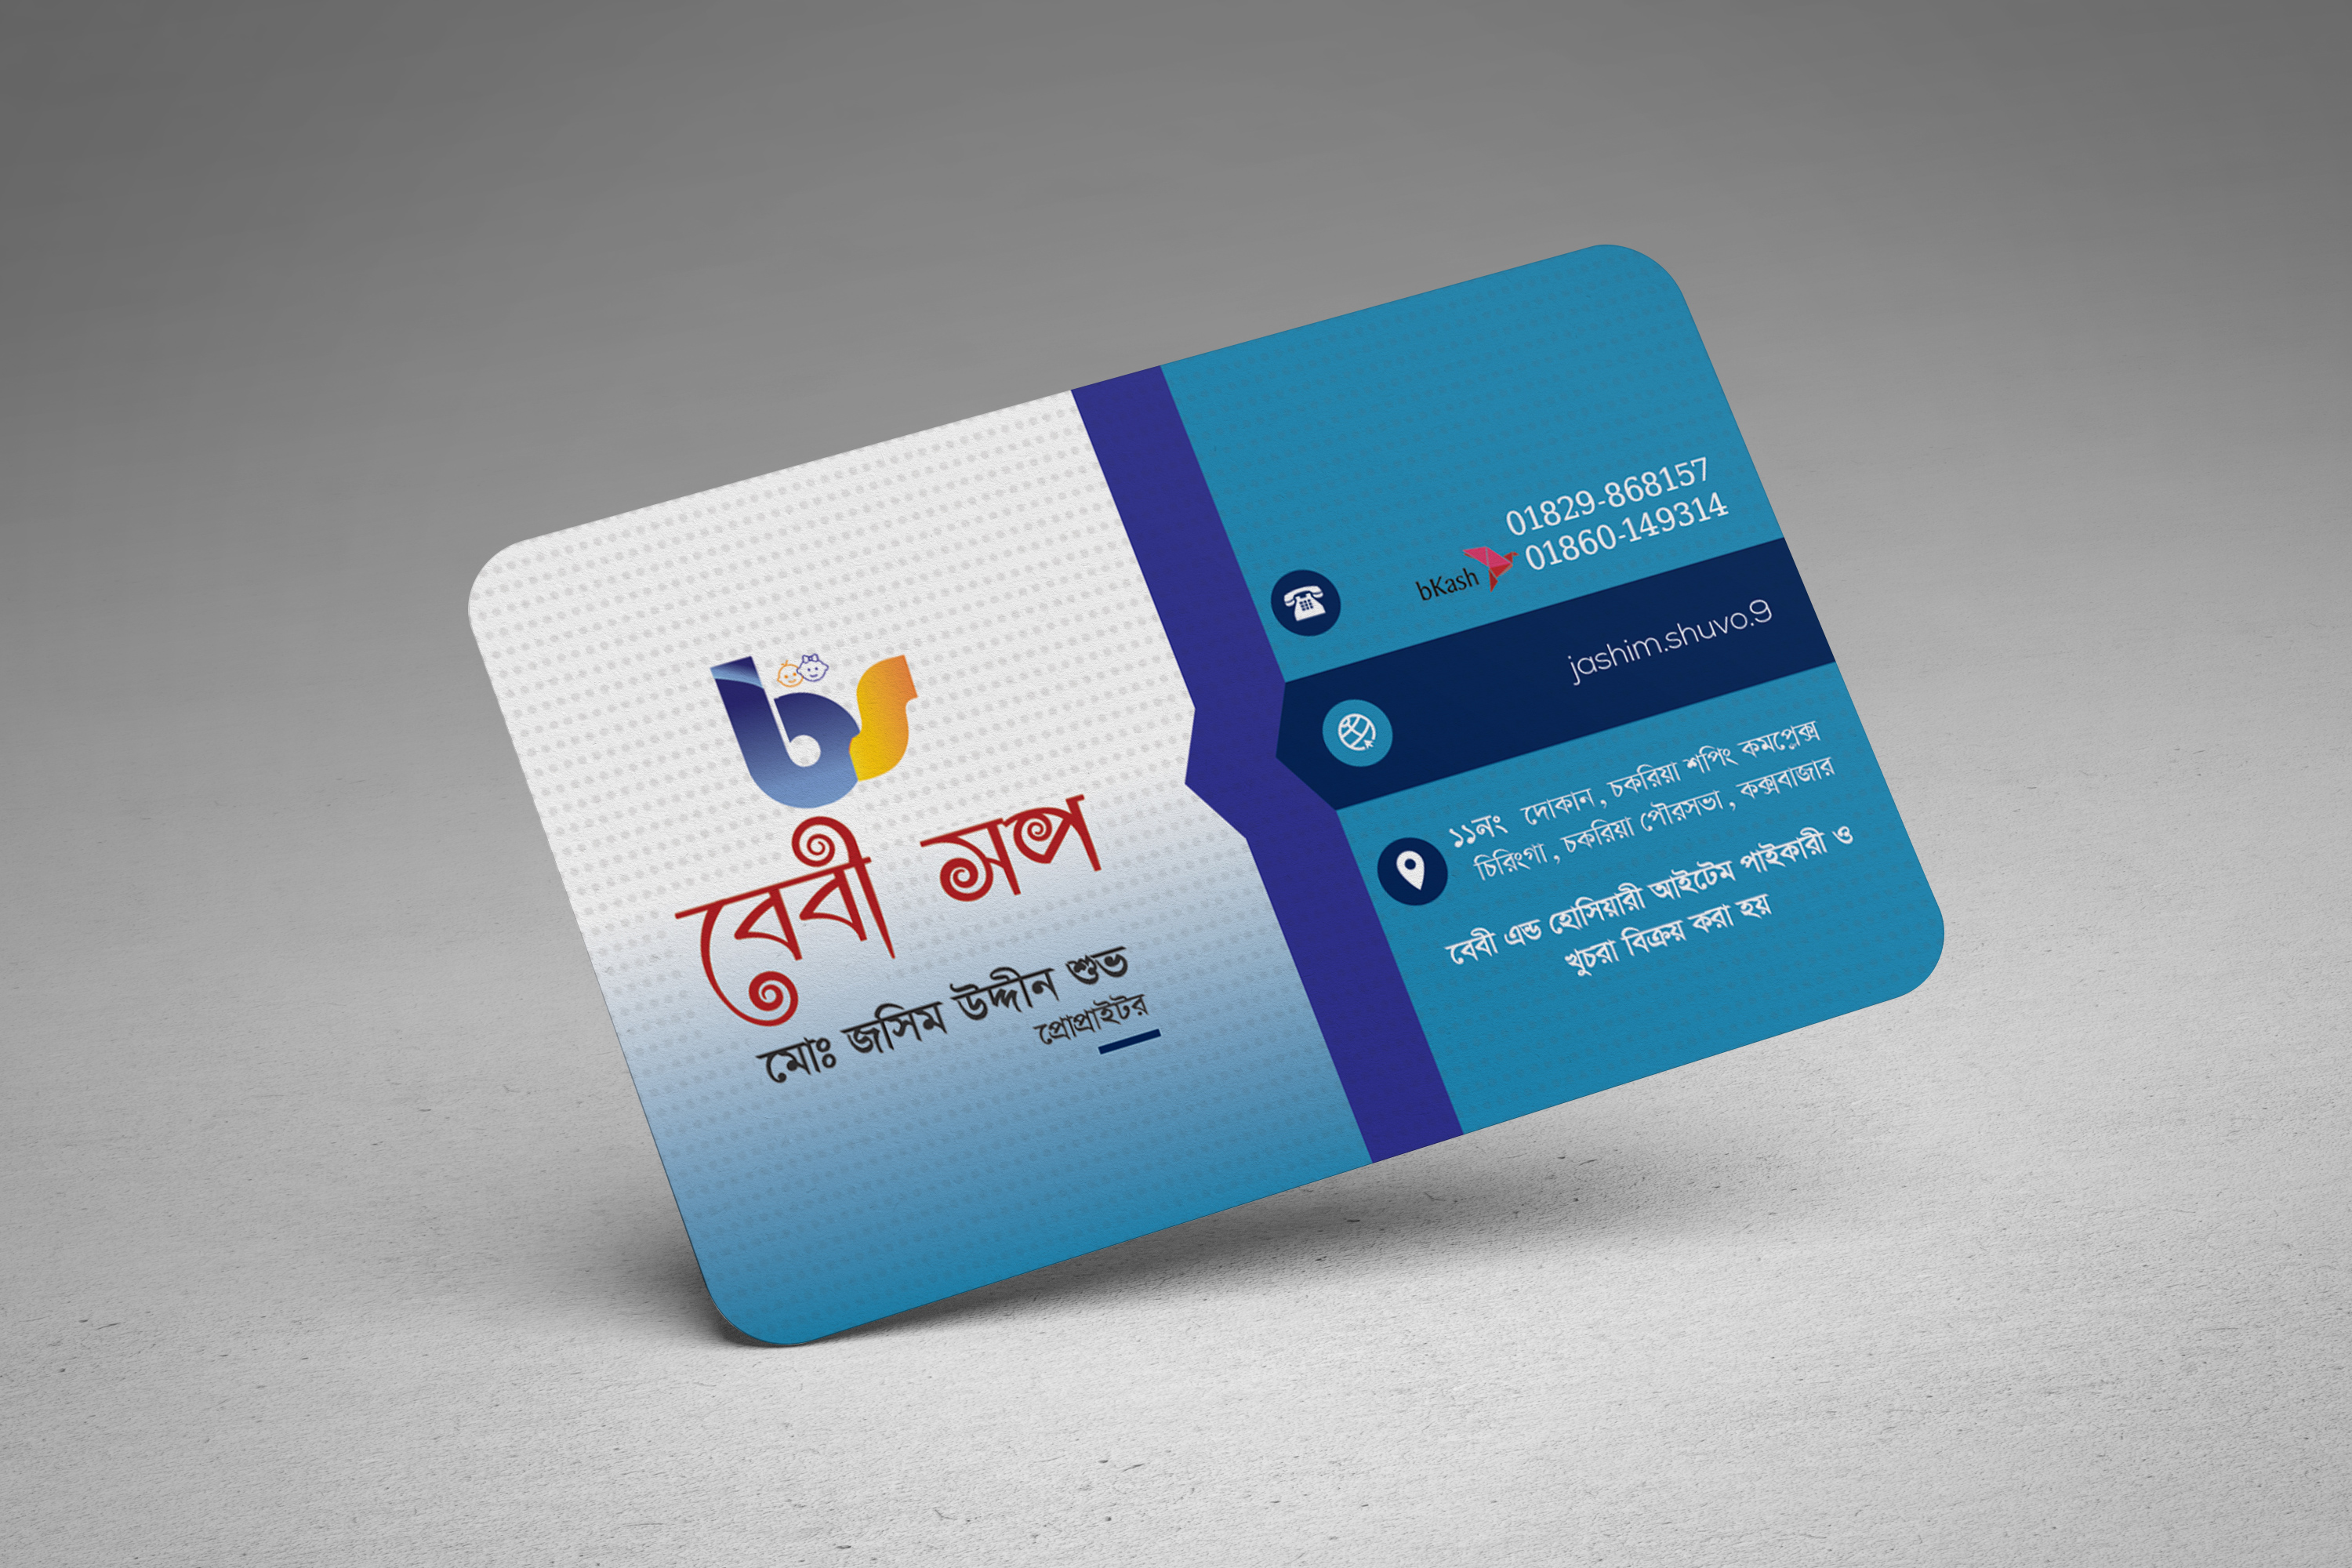 bs
বেবী সপ
মোঃ জসিম উদ্দীন শুভ
প্রোপ্রাইটর
01829-868157
bKash 01860-149314
jashim.shuvo.9
১১নং দোকান , চকরিয়া শপিং কমপ্লেক্স
চিরিংগা , চকরিয়া পৌরসভা , কক্সবাজার
বেবী এন্ড হোসিয়ারী আইটেম পাইকারী ও
খুচরা বিক্রয় করা হয়